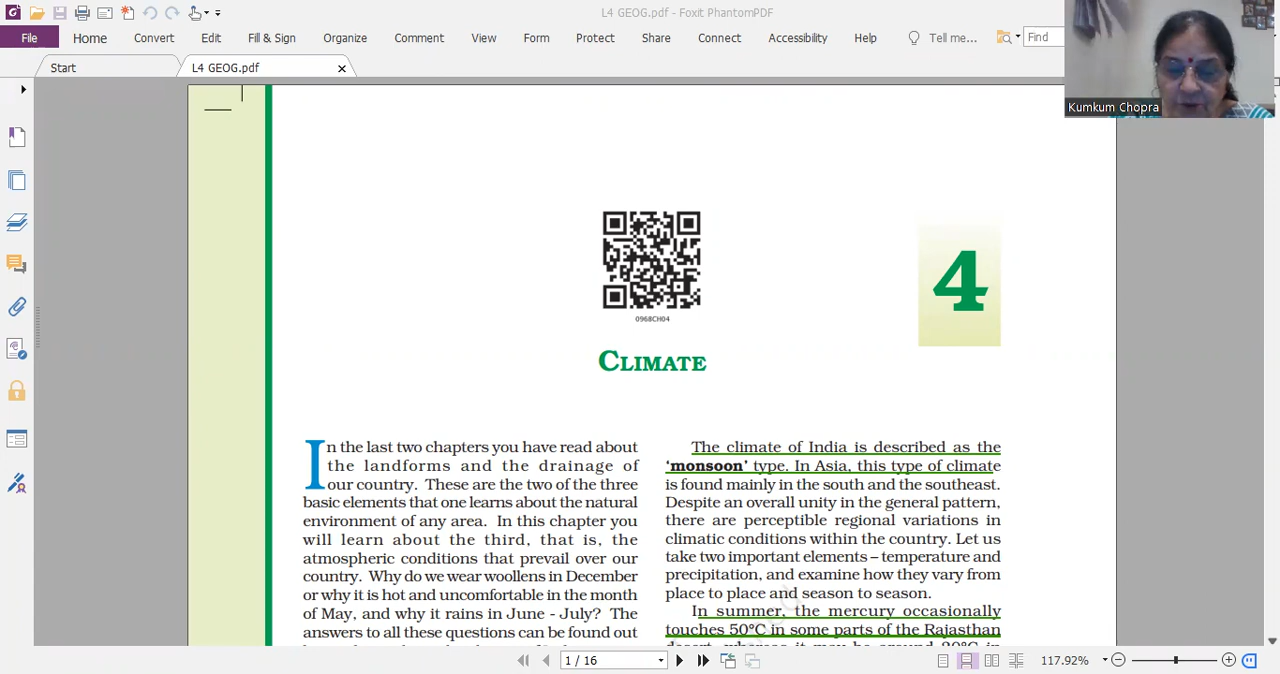 L4 GEOG.pdf - Foxit PhantomPDF
File Home Convert Edit Fill & Sign Organize Comment View Form Protect Share Connect Accessibility Help Tell me... Find
Start L4 GEOG.pdf
Kumkum Chopra
0968CH04
4
CLIMATE
In the last two chapters you have read about
the landforms and the drainage of
our country. These are the two of the three
basic elements that one learns about the natural
environment of any area. In this chapter you
will learn about the third, that is, the
atmospheric conditions that prevail over our
country. Why do we wear woollens in December
or why it is hot and uncomfortable in the month
of May, and why it rains in June - July? The
answers to all these questions can be found out
The climate of India is described as the
‘monsoon’ type. In Asia, this type of climate
is found mainly in the south and the southeast.
Despite an overall unity in the general pattern,
there are perceptible regional variations in
climatic conditions within the country. Let us
take two important elements – temperature and
precipitation, and examine how they vary from
place to place and season to season.
In summer, the mercury occasionally
touches 50°C in some parts of the Rajasthan
1 / 16
117.92%